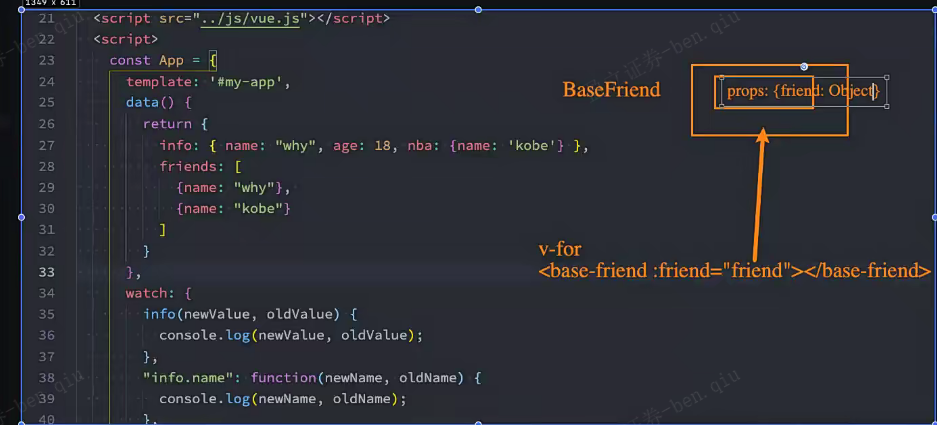 1349 x 611
21 <script src="../js/vue.js"></script>
22 <script>
23 const App = {
24 template: '#my-app',
25 data() {
26 return {
27 info: { name: "why", age: 18, nba: {name: 'kobe'} },
28 friends: [
29 {name: "why"},
30 {name: "kobe"}
31 ]
32 }
33 },
34 watch: {
35 info(newValue, oldValue) {
36 console.log(newValue, oldValue);
37 },
38 "info.name": function(newName, oldName) {
39 console.log(newName, oldName);
40 },
BaseFriend
props: {friend: Object}
v-for
<base-friend :friend="friend"></base-friend>
证券-ben.qiu
证券-ben.qiu